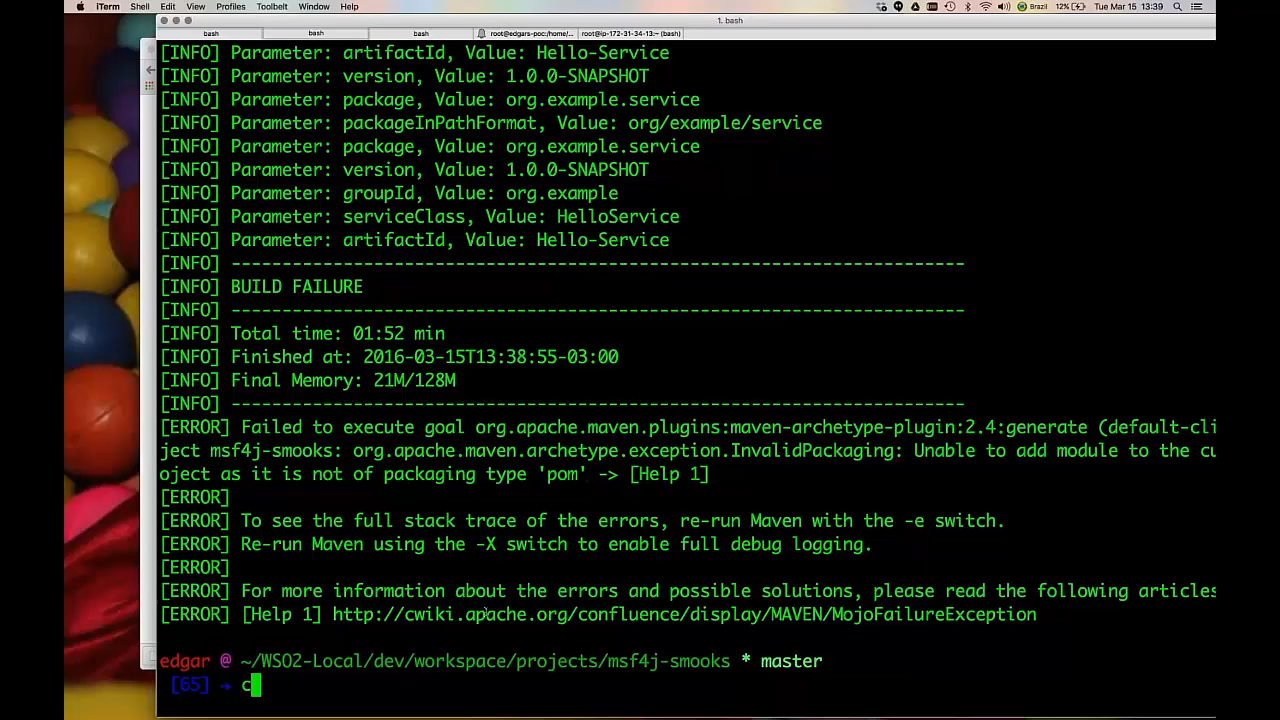 iTerm Shell Edit View Profiles Toolbelt Window Help Brazil 12% Tue Mar 15 13:39
1. bash
bash bash bash root@edgars-poc:/home/... root@ip-172-31-34-13:~ (bash)
[INFO] Parameter: artifactId, Value: Hello-Service
[INFO] Parameter: version, Value: 1.0.0-SNAPSHOT
[INFO] Parameter: package, Value: org.example.service
[INFO] Parameter: packageInPathFormat, Value: org/example/service
[INFO] Parameter: package, Value: org.example.service
[INFO] Parameter: version, Value: 1.0.0-SNAPSHOT
[INFO] Parameter: groupId, Value: org.example
[INFO] Parameter: serviceClass, Value: HelloService
[INFO] Parameter: artifactId, Value: Hello-Service
[INFO] ------------------------------------------------------------------------
[INFO] BUILD FAILURE
[INFO] ------------------------------------------------------------------------
[INFO] Total time: 01:52 min
[INFO] Finished at: 2016-03-15T13:38:55-03:00
[INFO] Final Memory: 21M/128M
[INFO] ------------------------------------------------------------------------
[ERROR] Failed to execute goal org.apache.maven.plugins:maven-archetype-plugin:2.4:generate (default-cli
ject msf4j-smooks: org.apache.maven.archetype.exception.InvalidPackaging: Unable to add module to the cu
oject as it is not of packaging type 'pom' -> [Help 1]
[ERROR]
[ERROR] To see the full stack trace of the errors, re-run Maven with the -e switch.
[ERROR] Re-run Maven using the -X switch to enable full debug logging.
[ERROR]
[ERROR] For more information about the errors and possible solutions, please read the following articles
[ERROR] [Help 1] http://cwiki.apache.org/confluence/display/MAVEN/MojoFailureException
edgar @ ~/WSO2-Local/dev/workspace/projects/msf4j-smooks * master
[65] → c